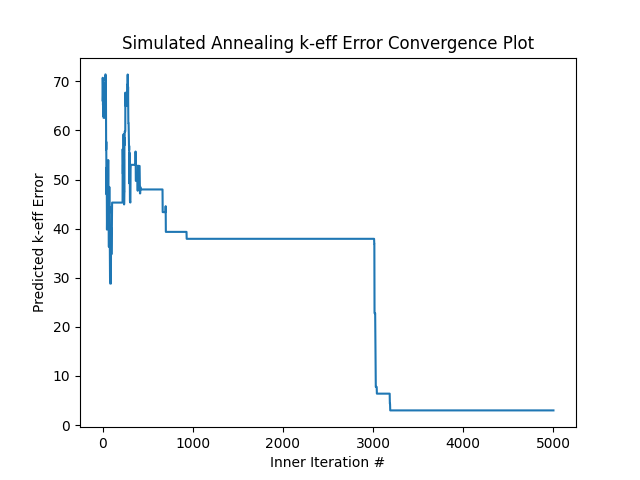 Simulated Annealing k-eff Error Convergence Plot
Predicted k-eff Error
70
60
50
40
30
20
10
0
0 1000 2000 3000 4000 5000
Inner Iteration #